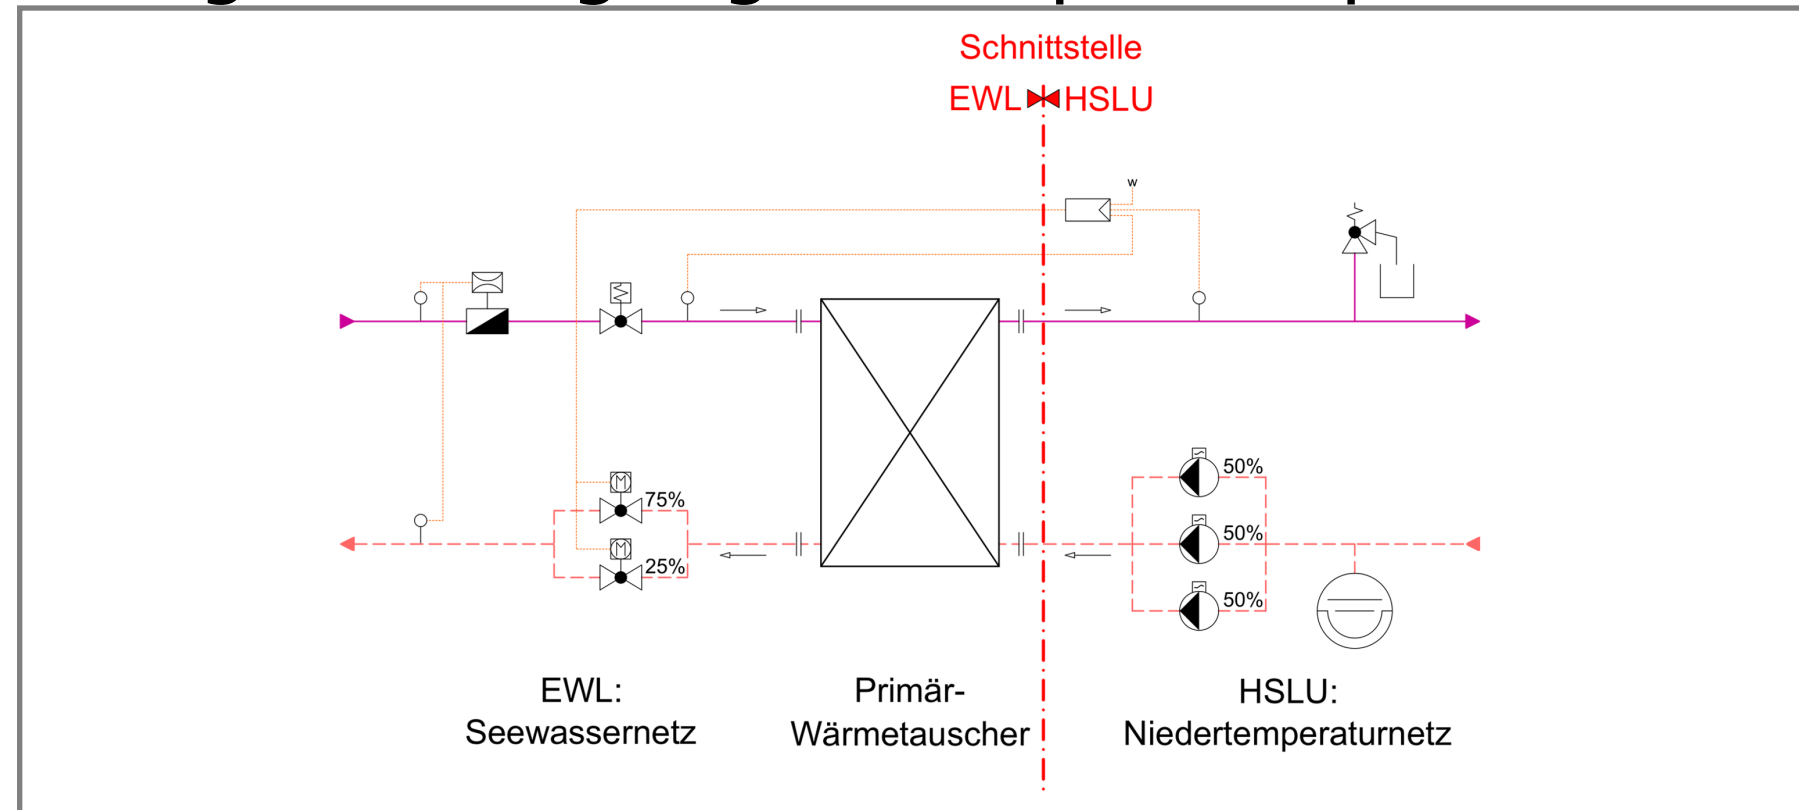 Schnittstelle
EWL HSLU
w
M
75%
M
25%
50%
50%
50%
EWL:
Seewassernetz
Primär-
Wärmetauscher
HSLU:
Niedertemperaturnetz